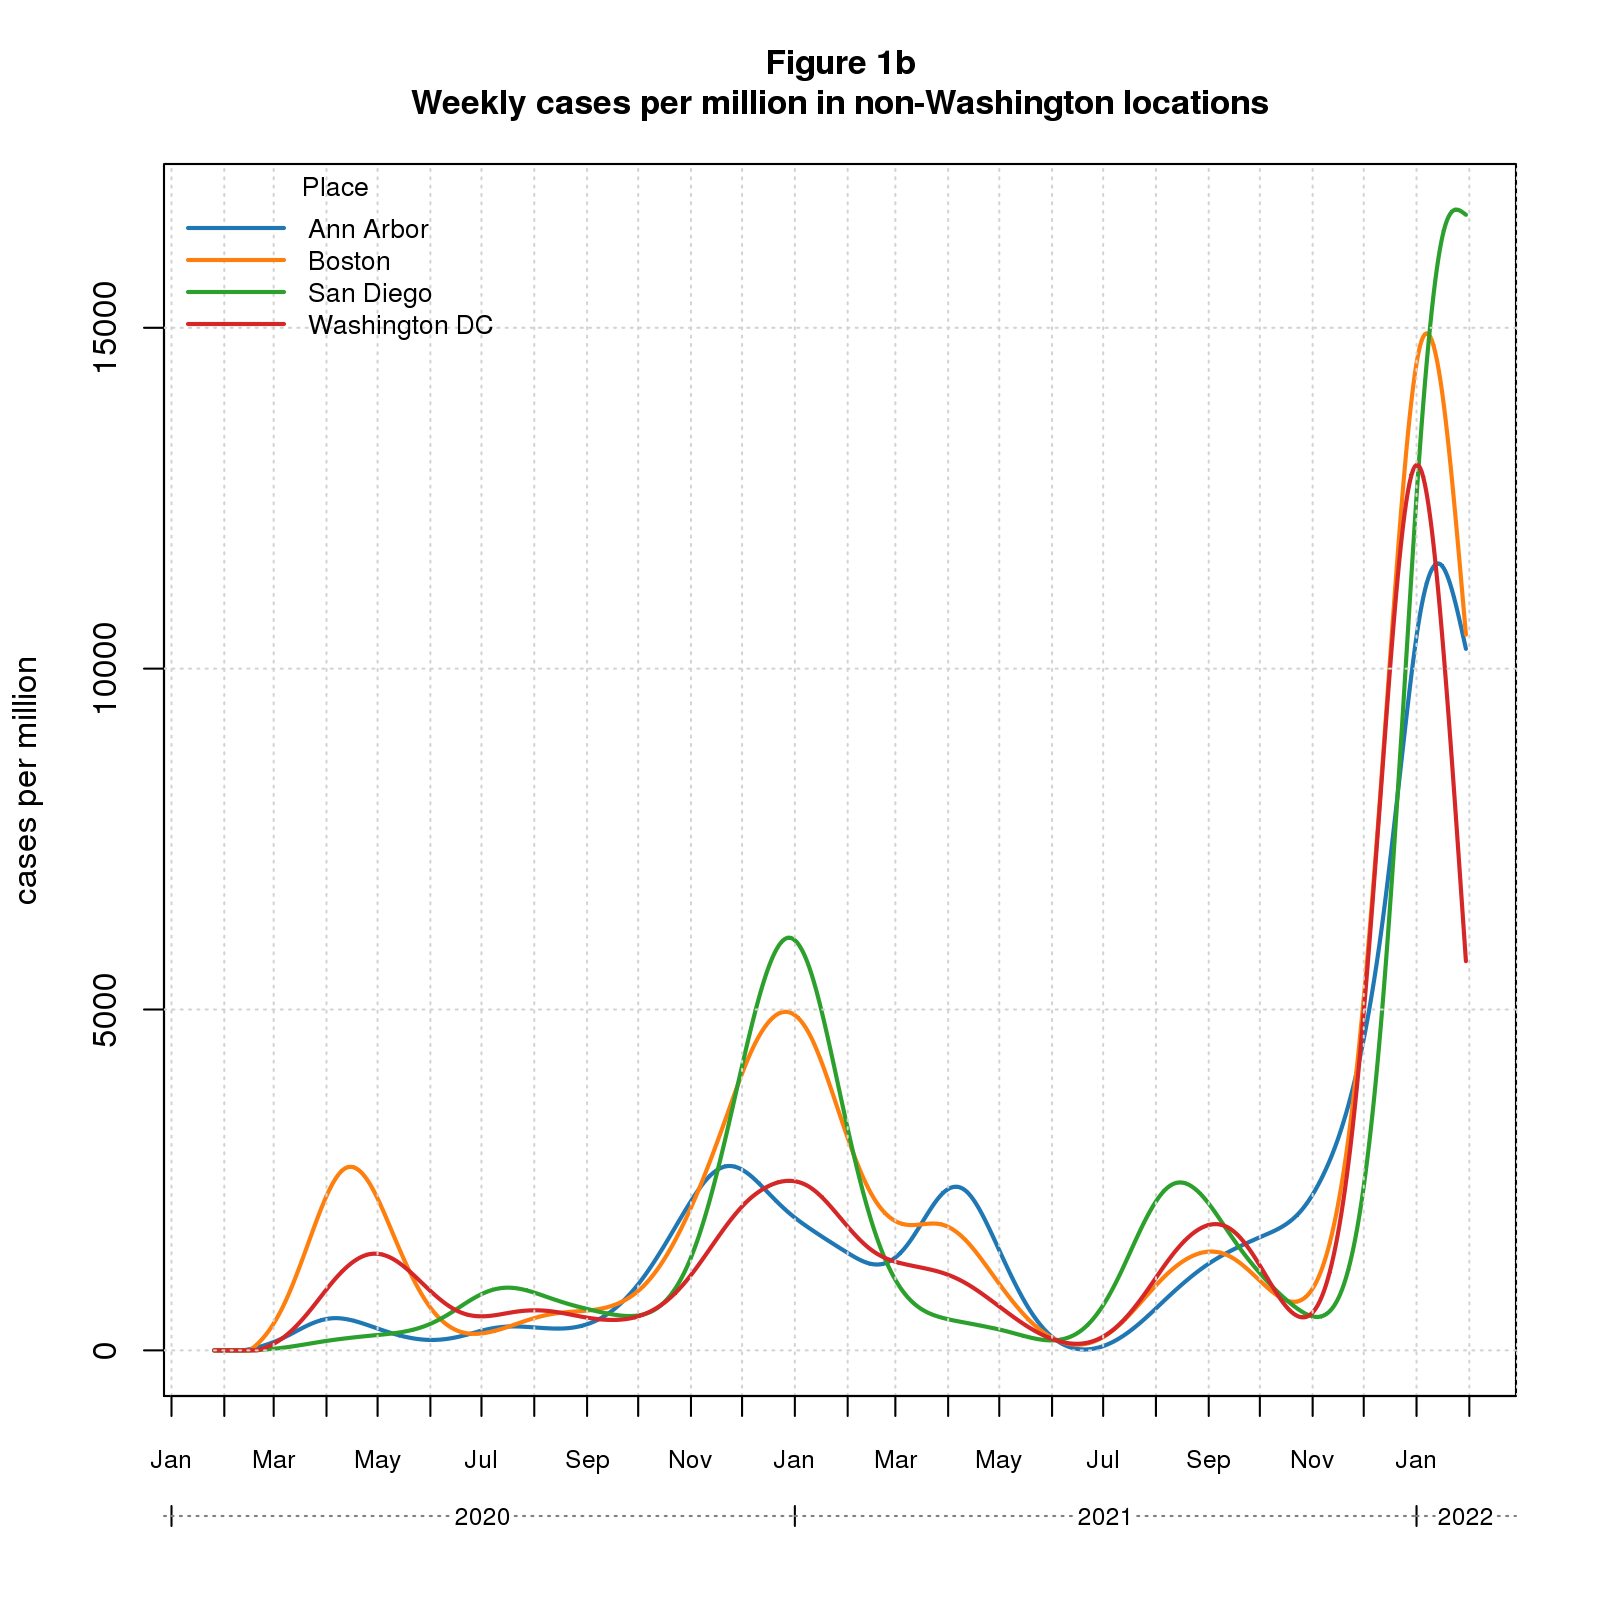 Figure 1b
Weekly cases per million in non-Washington locations
Place
Ann Arbor
Boston
San Diego
Washington DC
cases per million
15000
10000
5000
0
Jan Mar May Jul Sep Nov Jan Mar May Jul Sep Nov Jan
2020 2021 2022